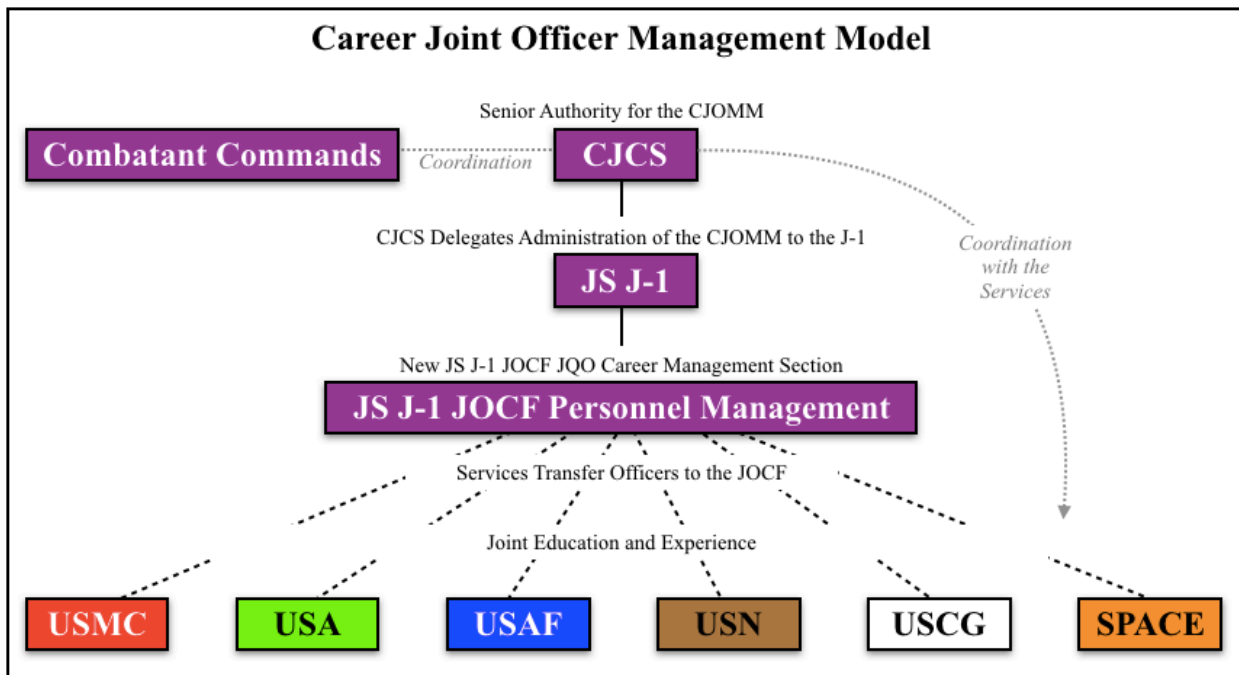 Career Joint Officer Management Model
Senior Authority for the CJOMM
Combatant Commands
Coordination
CJCS
CJCS Delegates Administration of the CJOMM to the J-1
Coordination
with the
Services
JS J-1
New JS J-1 JOCF JQO Career Management Section
JS J-1 JOCF Personnel Management
Services Transfer Officers to the JOCF
Joint Education and Experience
USMC
USA
USAF
USN
USCG
SPACE